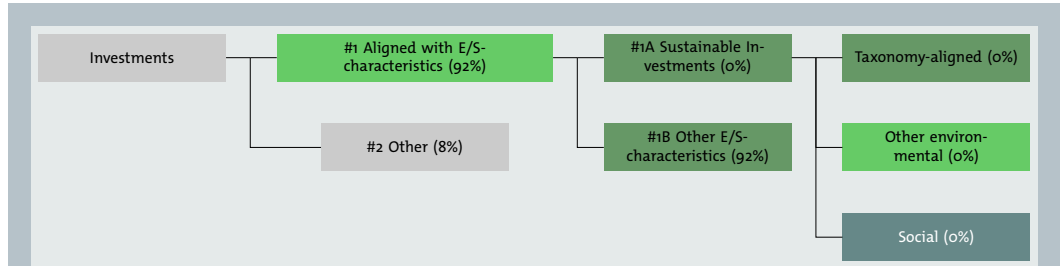 Investments
#1 Aligned with E/S-
characteristics (92%)
#1A Sustainable In-
vestments (0%)
Taxonomy-aligned (0%)
#2 Other (8%)
#1B Other E/S-
characteristics (92%)
Other environ-
mental (0%)
Social (0%)